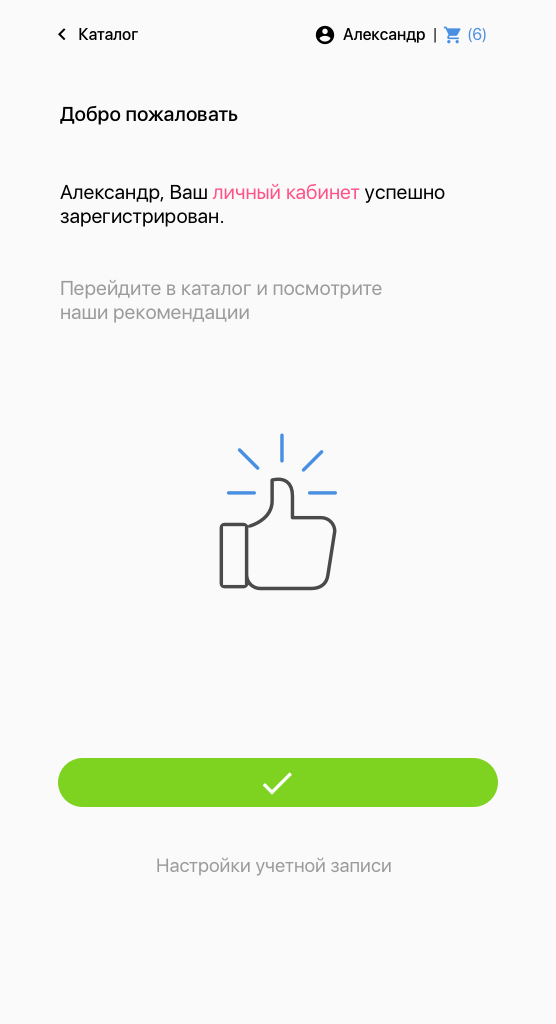 Каталог
Александр | (6)
Добро пожаловать
Александр, Ваш личный кабинет успешно
зарегистрирован.
Перейдите в каталог и посмотрите
наши рекомендации
Настройки учетной записи